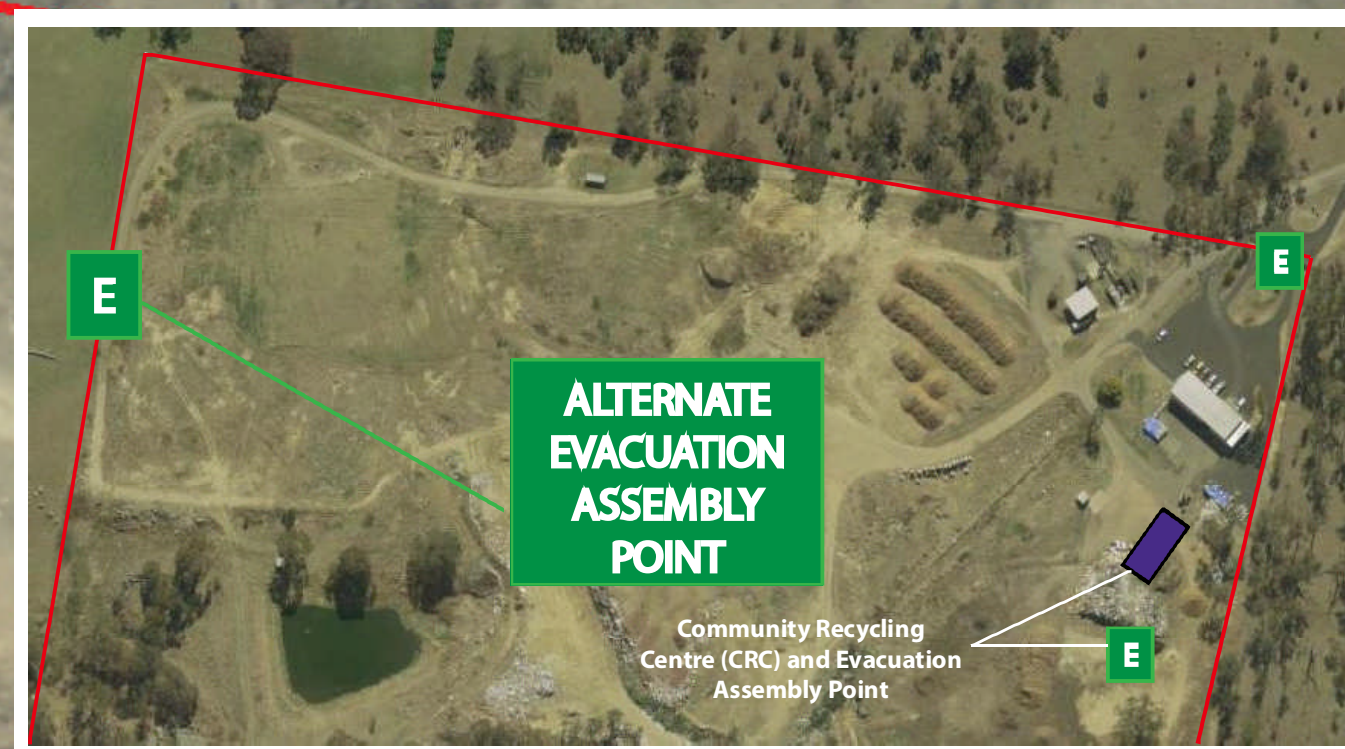 E
E
ALTERNATE
EVACUATION
ASSEMBLY
POINT
Community Recycling
Centre (CRC) and Evacuation
Assembly Point
E